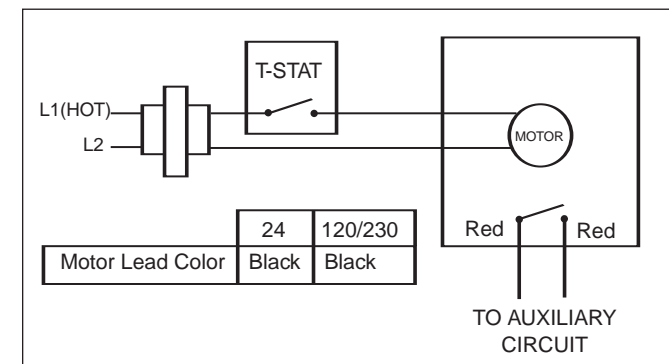 T-STAT
L1(HOT)
L2
MOTOR
24 120/230
Motor Lead Color Black Black
Red Red
TO AUXILIARY
CIRCUIT